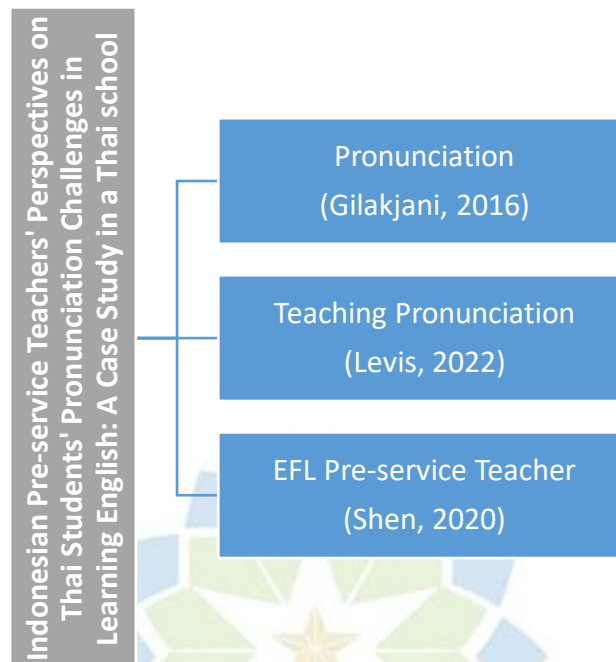 Indonesian Pre-service Teachers' Perspectives on
Thai Students' Pronunciation Challenges in
Learning English: A Case Study in a Thai school
Pronunciation
(Gilakjani, 2016)
Teaching Pronunciation
(Levis, 2022)
EFL Pre-service Teacher
(Shen, 2020)